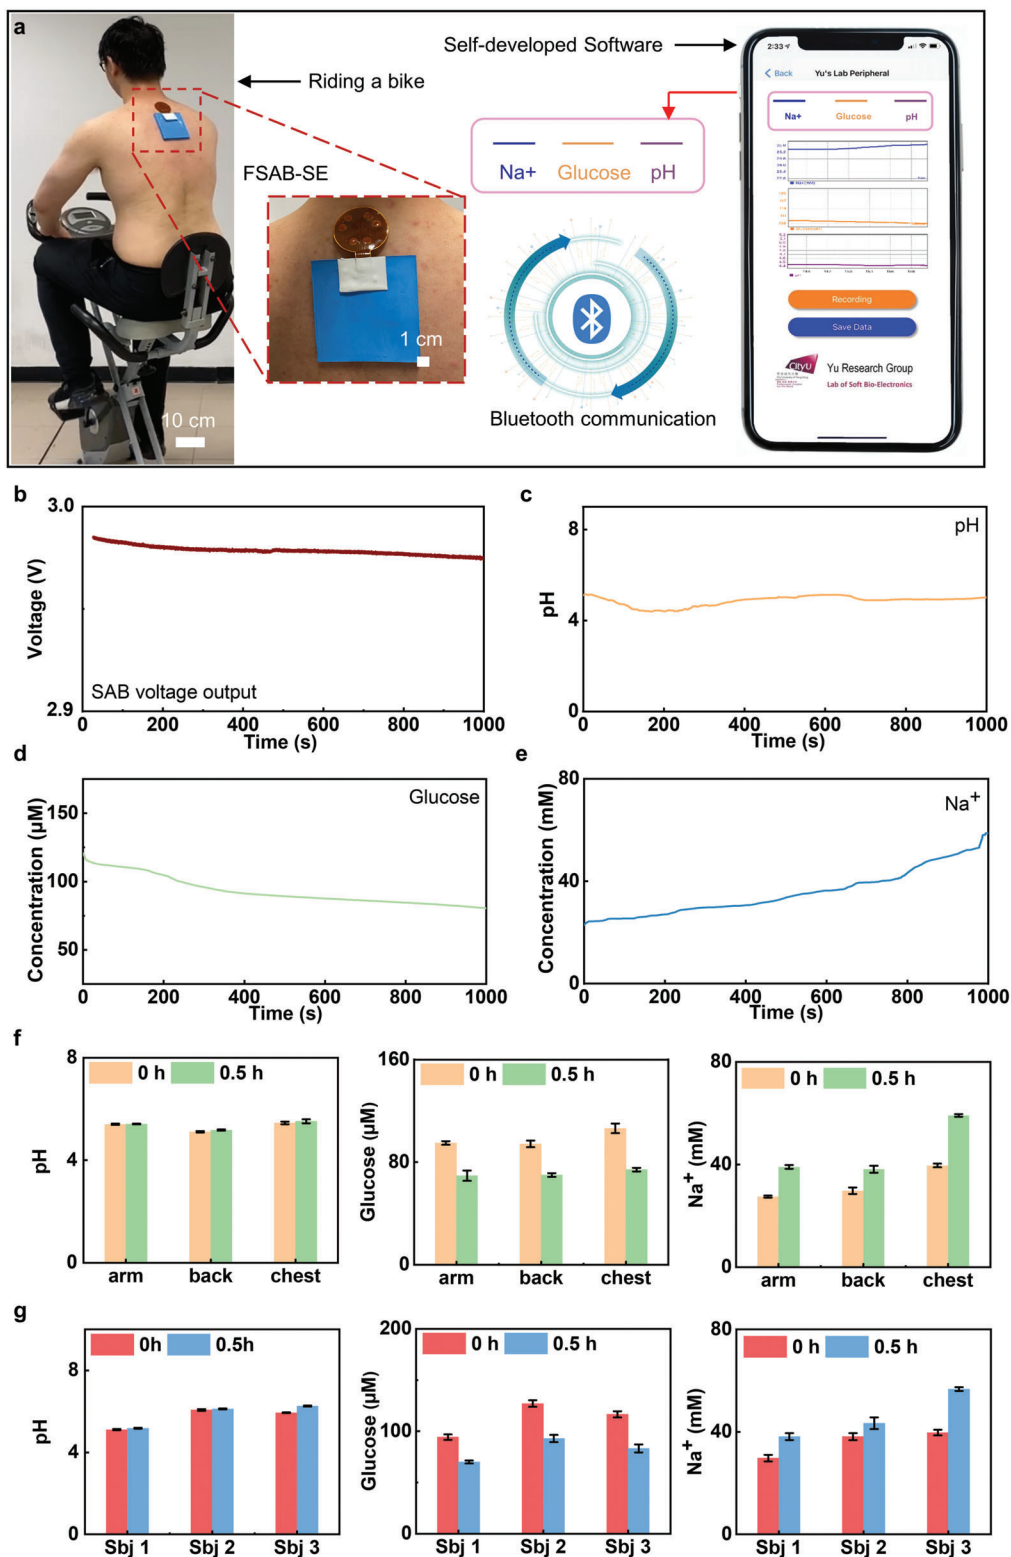 a
Riding a bike
FSAB-SE
1 cm
10 cm
Self-developed Software
Na+ Glucose pH
Bluetooth communication
2:33
Back Yu's Lab Peripheral
Na+ Glucose pH
Recording
Save Data
CityU
Yu Research Group
Lab of Soft Bio-Electronics
b
3.0
2.9
Voltage (V)
SAB voltage output
0 200 400 600 800 1000
Time (s)
c
8
4
0
pH
pH
0 200 400 600 800 1000
Time (s)
d
150
100
50
Concentration (µM)
Glucose
0 200 400 600 800 1000
Time (s)
e
80
40
0
Concentration (mM)
Na+
0 200 400 600 800 1000
Time (s)
f
8
4
0
pH
0 h 0.5 h
arm back chest
160
80
0
Glucose (µM)
0 h 0.5 h
arm back chest
80
40
0
Na+ (mM)
0 h 0.5 h
arm back chest
g
8
4
0
pH
0h 0.5h
Sbj 1 Sbj 2 Sbj 3
200
100
0
Glucose (µM)
0 h 0.5 h
Sbj 1 Sbj 2 Sbj 3
80
40
0
Na+ (mM)
0 h 0.5 h
Sbj 1 Sbj 2 Sbj 3